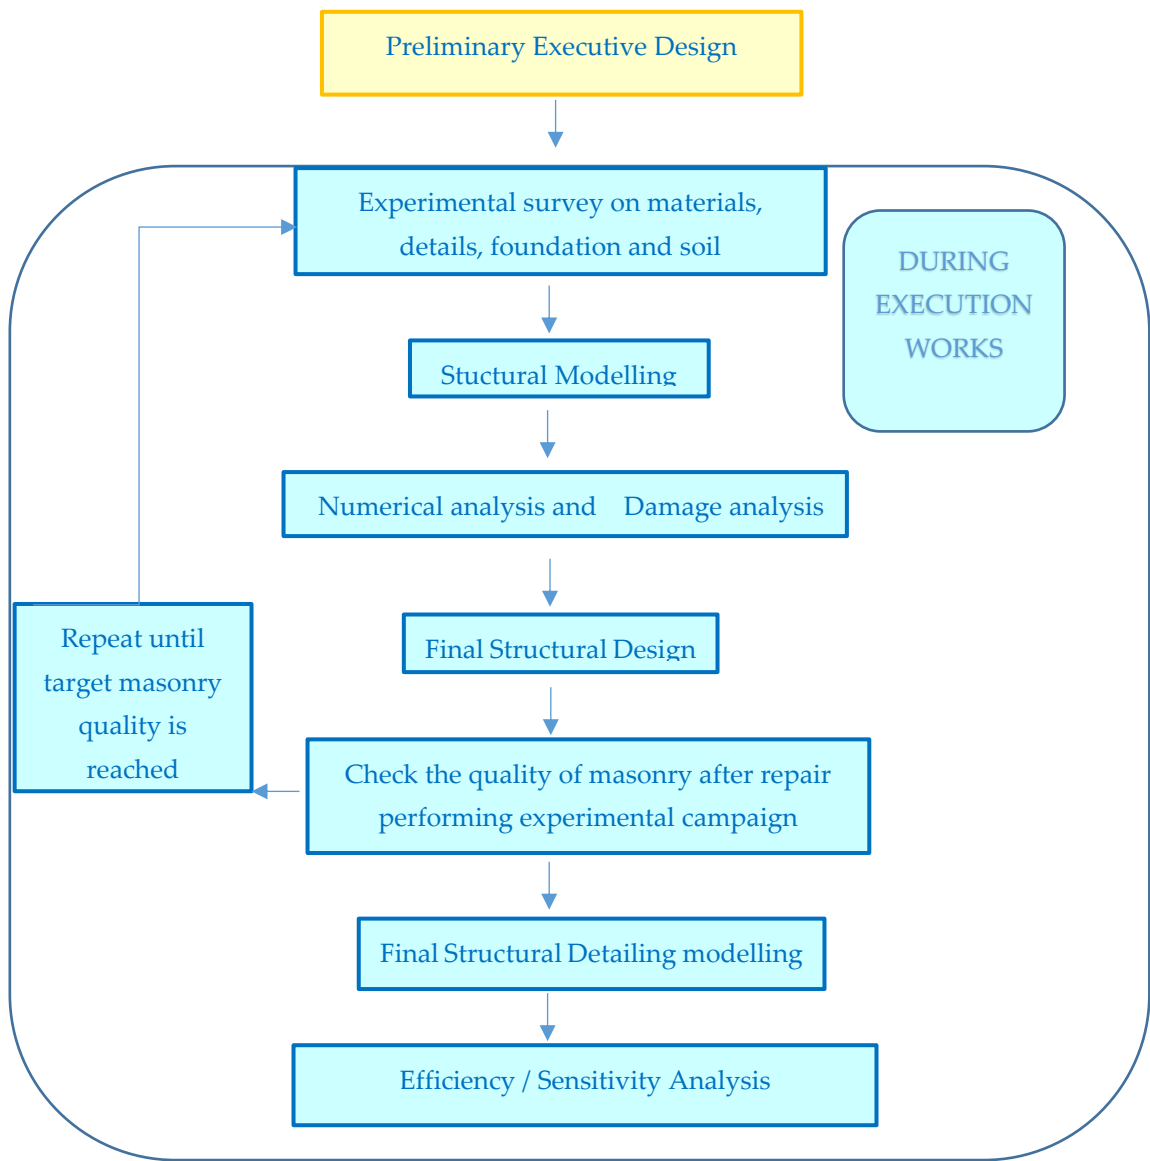 Preliminary Executive Design
Experimental survey on materials,
details, foundation and soil
DURING
EXECUTION
WORKS
Stuctural Modelling
Numerical analysis and Damage analysis
Final Structural Design
Repeat until
target masonry
quality is
reached
Check the quality of masonry after repair
performing experimental campaign
Final Structural Detailing modelling
Efficiency / Sensitivity Analysis